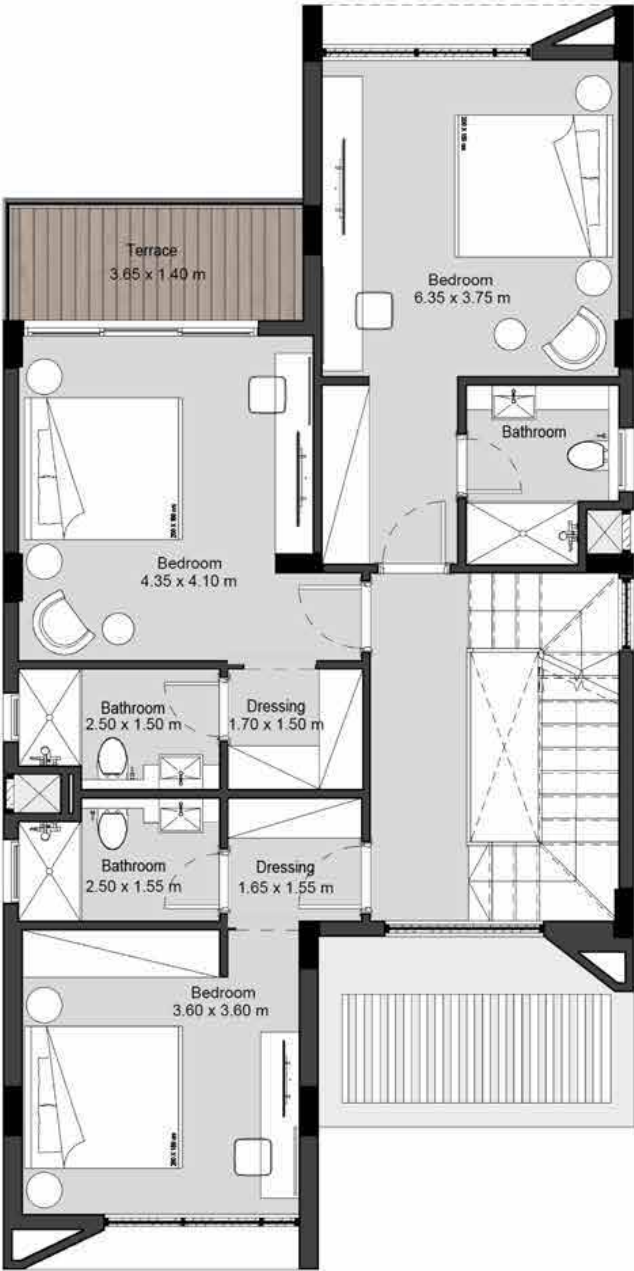 Terrace
3.65 x 1.40 m
Bedroom
6.35 x 3.75 m
Bathroom
Bedroom
4.35 x 4.10 m
Bathroom
2.50 x 1.50 m
Dressing
1.70 x 1.50 m
Bathroom
2.50 x 1.55 m
Dressing
1.65 x 1.55 m
Bedroom
3.60 x 3.60 m